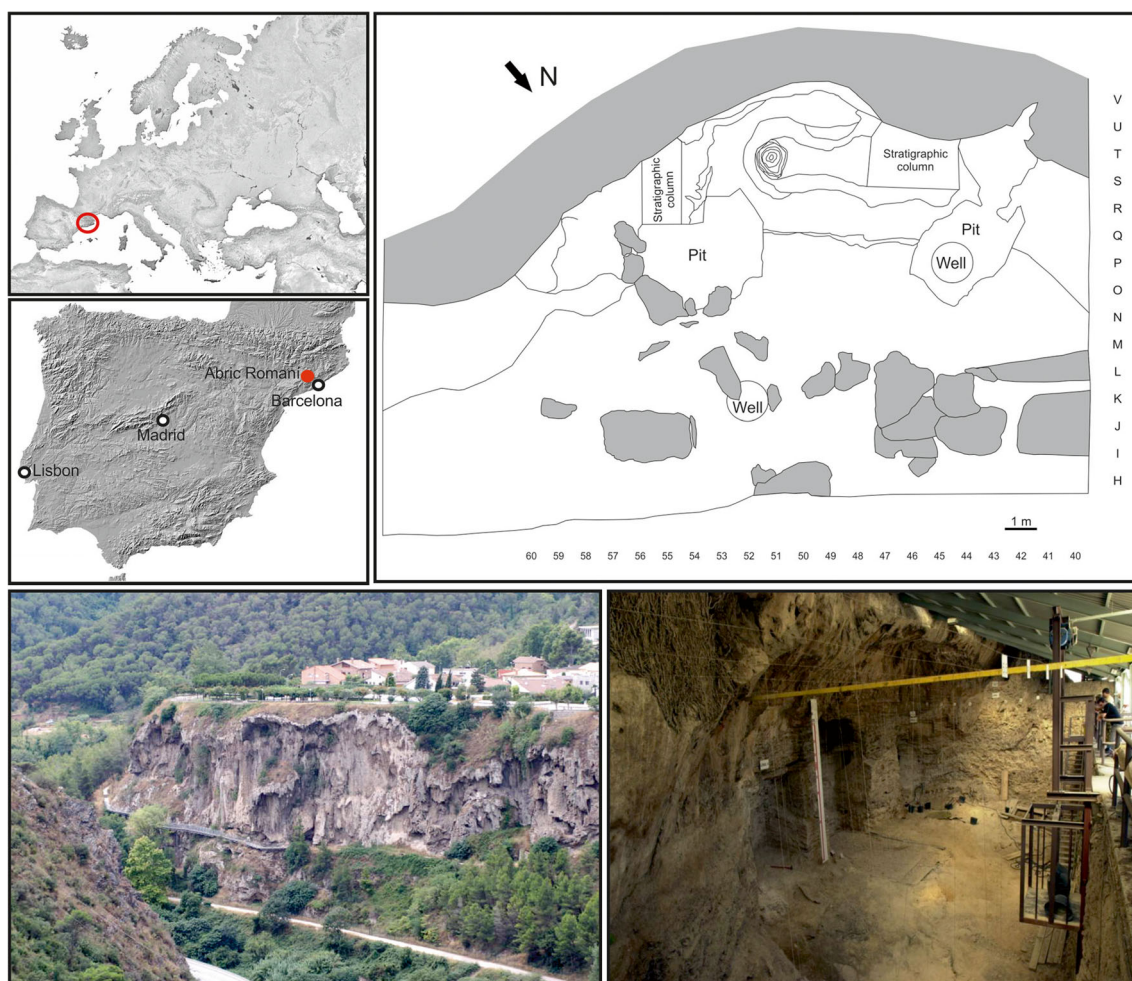 Abric Romaní
Barcelona
Madrid
Lisbon
N
Stratigraphic
column
Stratigraphic
column
Pit
Well
Pit
Well
1 m
V
U
T
S
R
Q
P
O
N
M
L
K
J
I
H
60 59 58 57 56 55 54 53 52 51 50 49 48 47 46 45 44 43 42 41 40